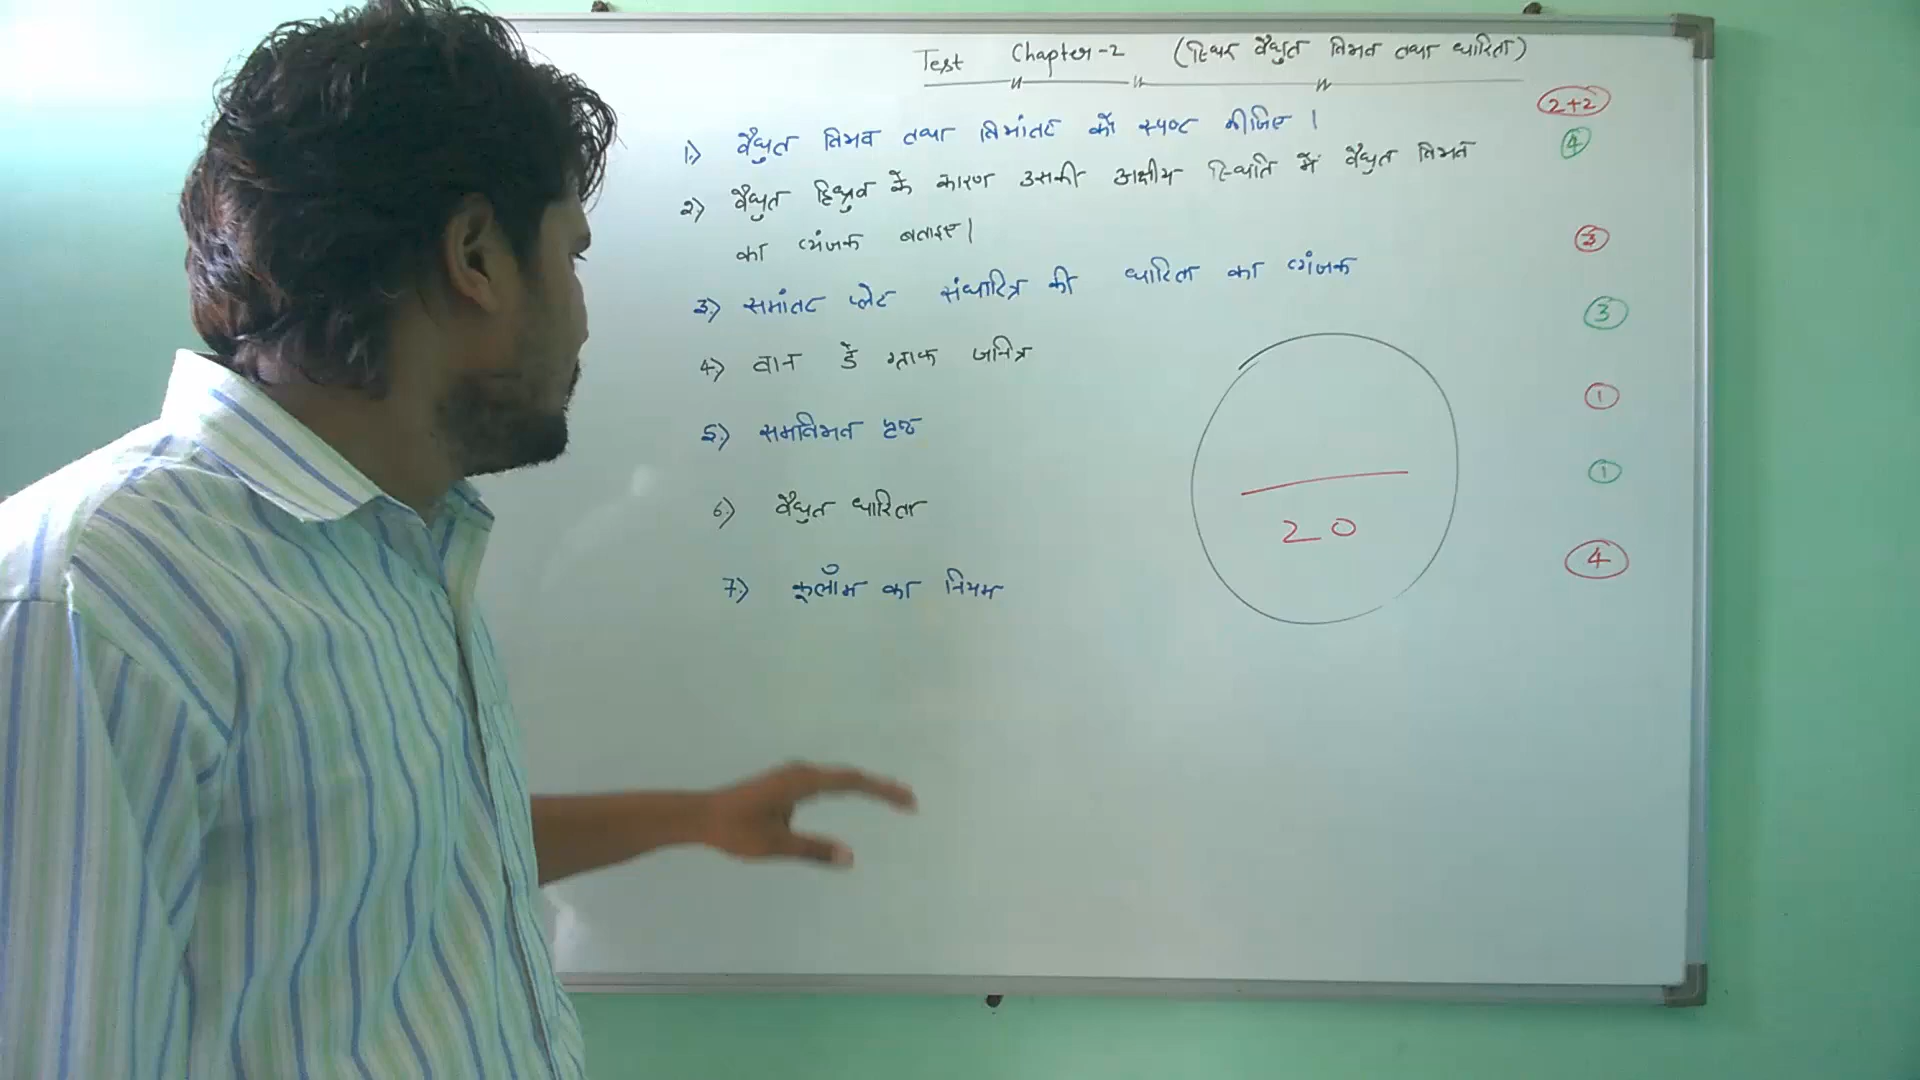 Test Chapter-2 (स्थिर वैधुत विभव तथा धारिता)
1.) वैधुत विभव तथा विभांतर को स्पष्ट कीजिए । 2+2
2.) वैधुत द्विध्रुव के कारण उसकी अक्षीय स्थिति में वैधुत विभव 4
का व्यंजक बताइए ।
3.) समांतर प्लेट संधारित्र की धारिता का व्यंजक 3
4.) वान डे ग्राफ जनित्र 3
5.) समविभव पृष्ठ 1
6.) वैधुत धारिता 1
7.) कूलॉम का नियम 4
20